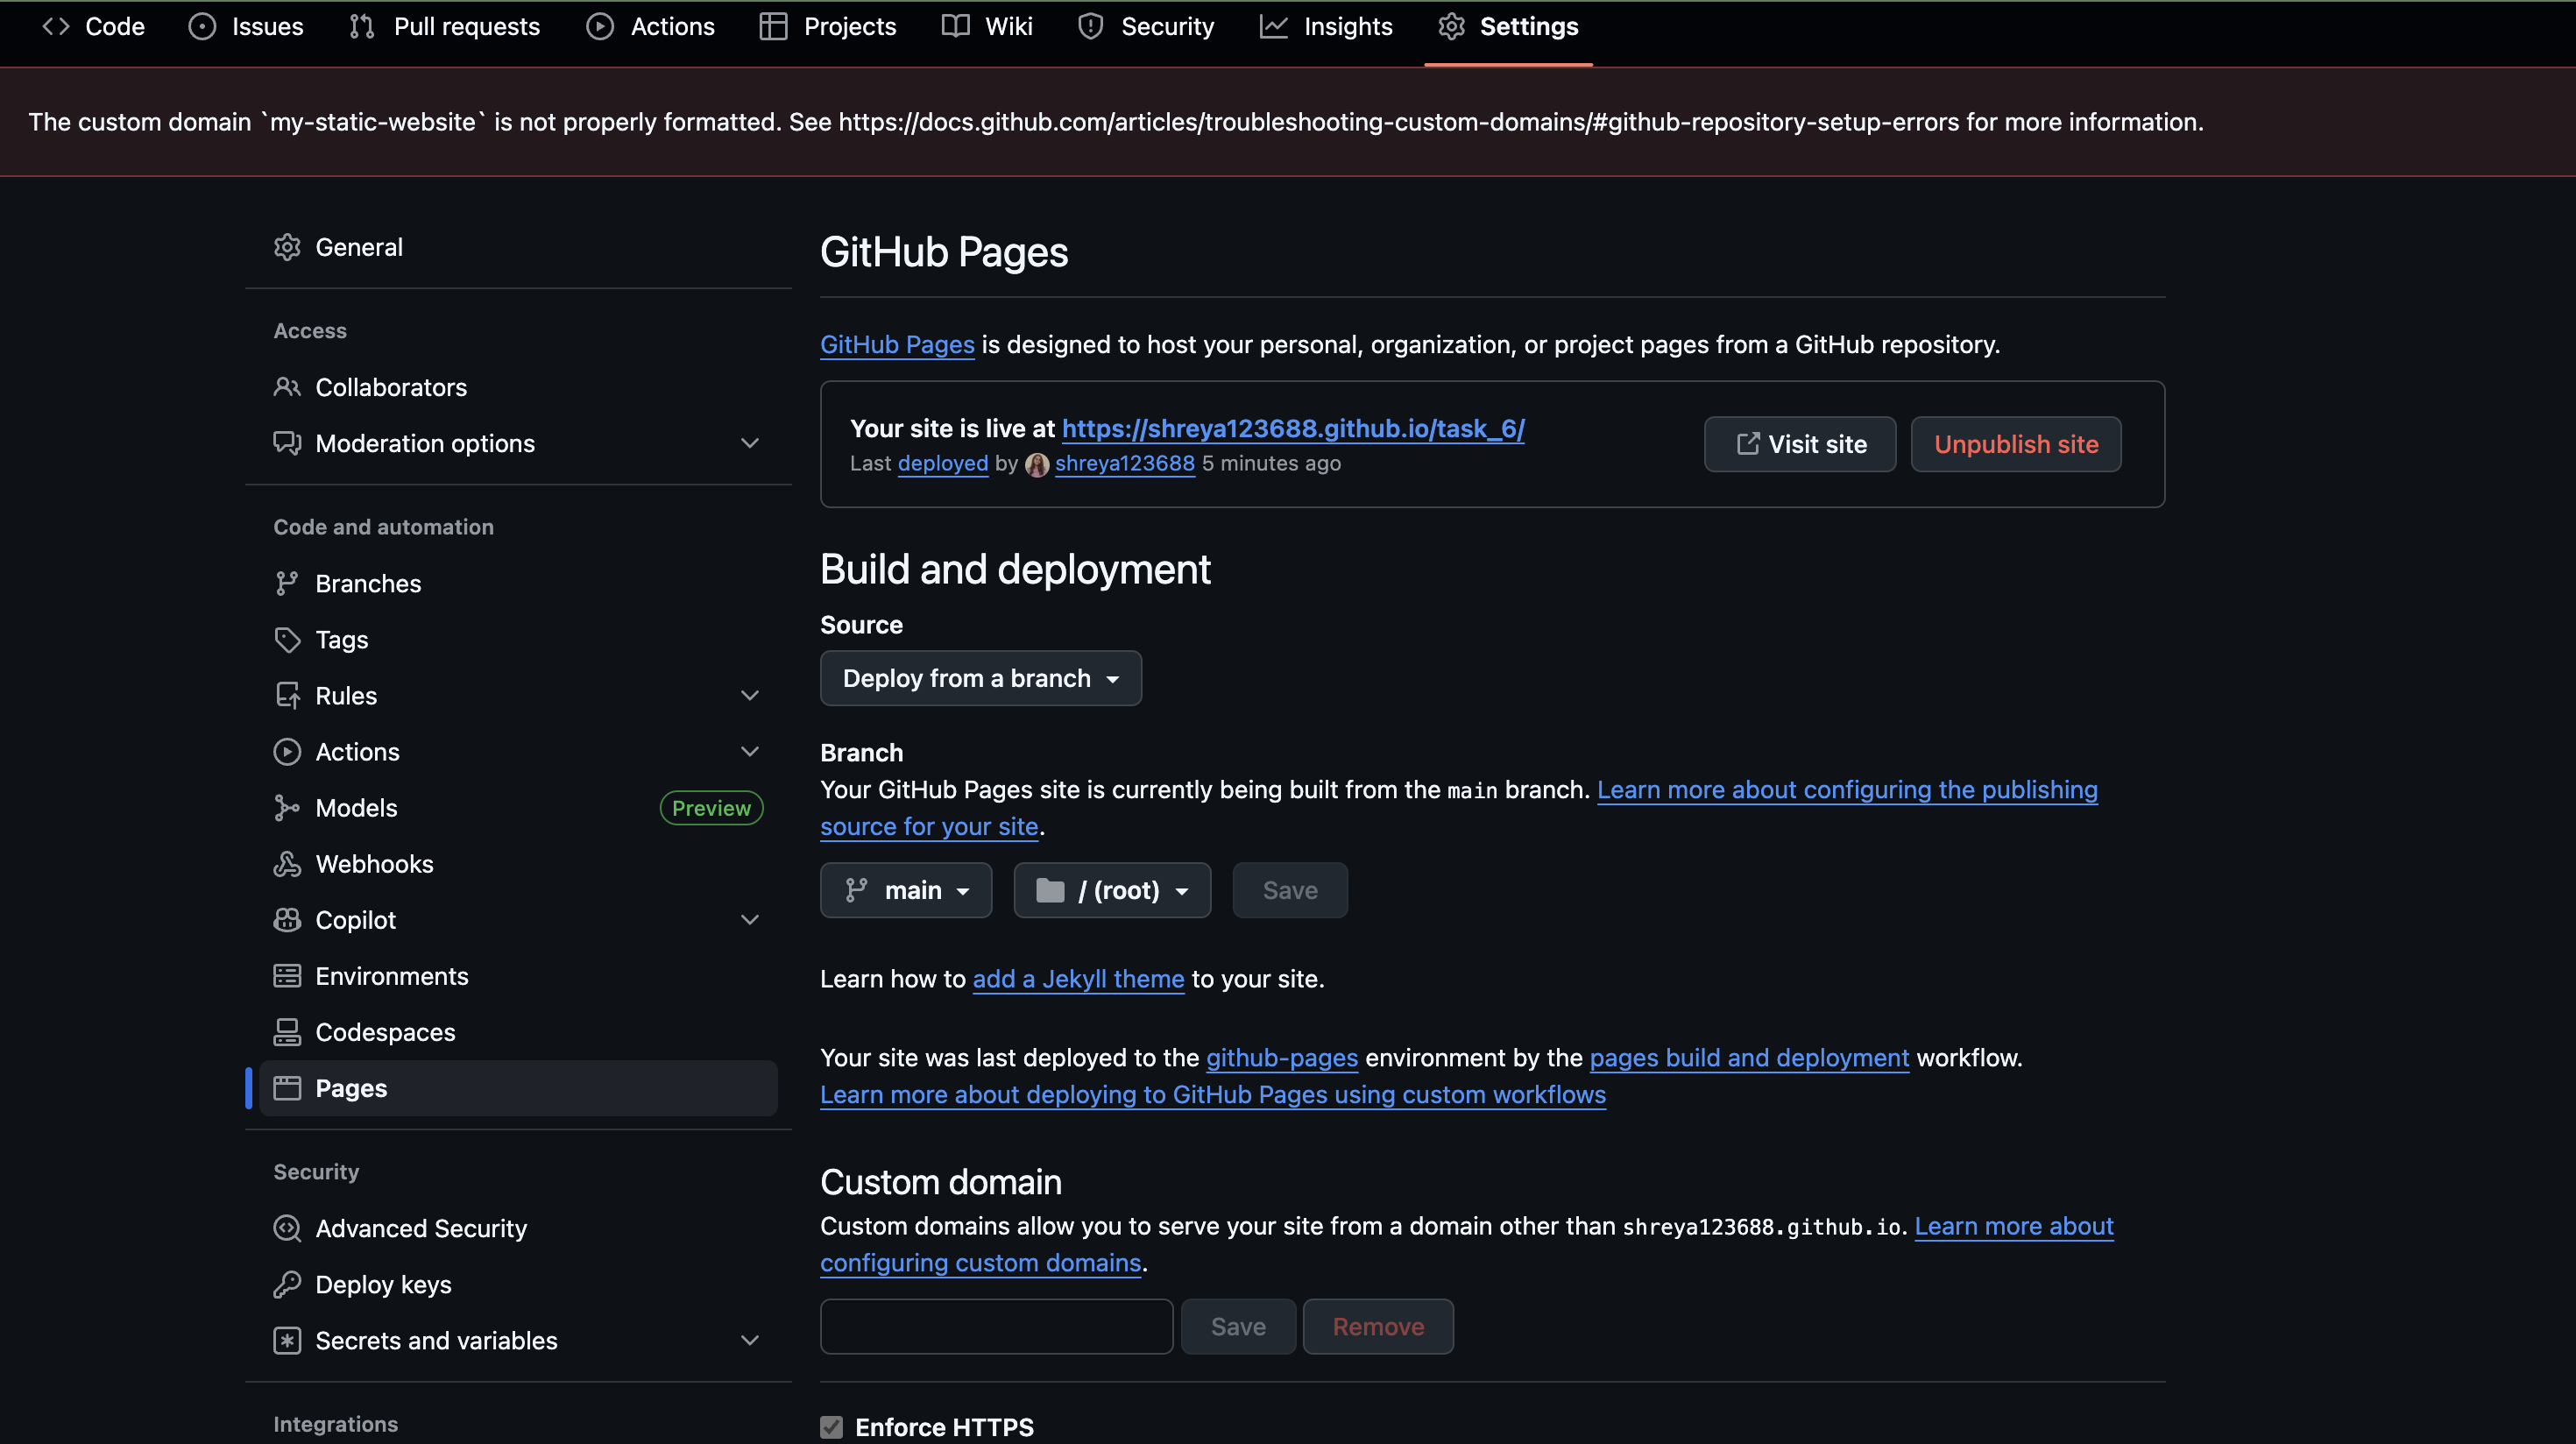 Code Issues Pull requests Actions Projects Wiki Security Insights Settings
The custom domain `my-static-website` is not properly formatted. See https://docs.github.com/articles/troubleshooting-custom-domains/#github-repository-setup-errors for more information.
General
Access
Collaborators
Moderation options
Code and automation
Branches
Tags
Rules
Actions
Models Preview
Webhooks
Copilot
Environments
Codespaces
Pages
Security
Advanced Security
Deploy keys
Secrets and variables
Integrations
GitHub Pages
GitHub Pages is designed to host your personal, organization, or project pages from a GitHub repository.
Your site is live at https://shreya123688.github.io/task_6/
Last deployed by shreya123688 5 minutes ago
Visit site Unpublish site
Build and deployment
Source
Deploy from a branch
Branch
Your GitHub Pages site is currently being built from the main branch. Learn more about configuring the publishing
source for your site.
main / (root) Save
Learn how to add a Jekyll theme to your site.
Your site was last deployed to the github-pages environment by the pages build and deployment workflow.
Learn more about deploying to GitHub Pages using custom workflows
Custom domain
Custom domains allow you to serve your site from a domain other than shreya123688.github.io. Learn more about
configuring custom domains.
Save Remove
Enforce HTTPS